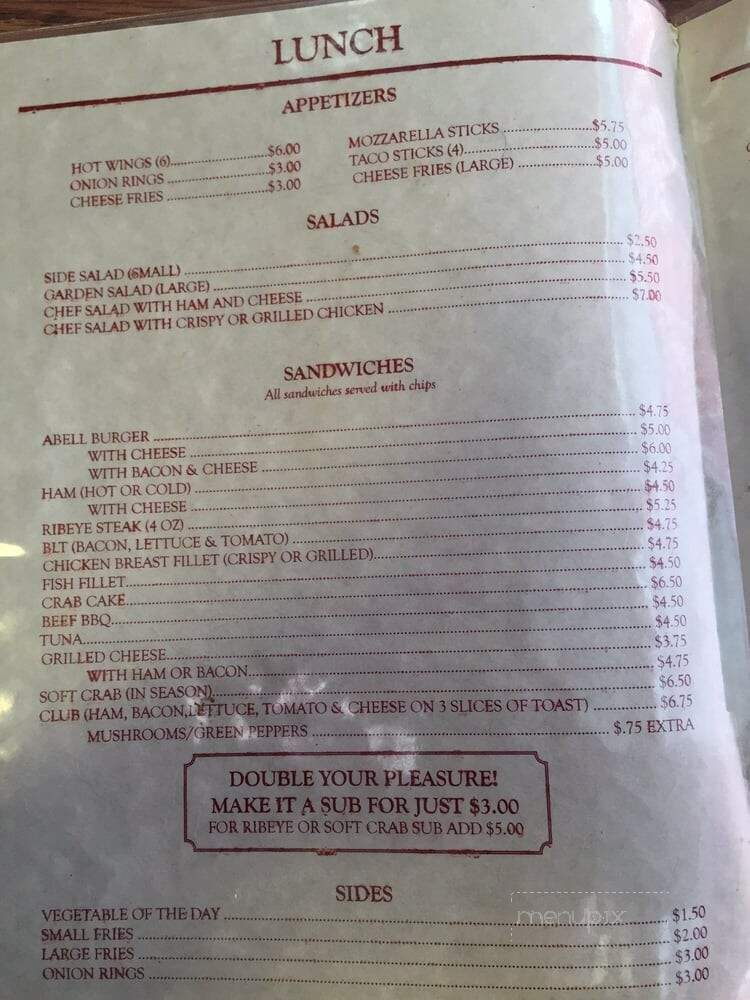 LUNCH
APPETIZERS
HOT WINGS (6) $6.00
ONION RINGS $3.00
CHEESE FRIES $3.00
MOZZARELLA STICKS $5.75
TACO STICKS (4) $5.00
CHEESE FRIES (LARGE) $5.00
SALADS
SIDE SALAD (SMALL) $2.50
GARDEN SALAD (LARGE) $4.50
CHEF SALAD WITH HAM AND CHEESE $5.50
CHEF SALAD WITH CRISPY OR GRILLED CHICKEN $7.00
SANDWICHES
All sandwiches served with chips
ABELL BURGER $4.75
WITH CHEESE $5.00
WITH BACON & CHEESE $6.00
HAM (HOT OR COLD) $4.25
WITH CHEESE $4.50
RIBEYE STEAK (4 OZ) $5.25
BLT (BACON, LETTUCE & TOMATO) $4.75
CHICKEN BREAST FILLET (CRISPY OR GRILLED) $4.75
FISH FILLET $4.50
CRAB CAKE $6.50
BEEF BBQ $4.50
TUNA $4.50
GRILLED CHEESE $3.75
WITH HAM OR BACON $4.75
SOFT CRAB (IN SEASON) $6.50
CLUB (HAM, BACON,LETTUCE, TOMATO & CHEESE ON 3 SLICES OF TOAST) $6.75
MUSHROOMS/GREEN PEPPERS $.75 EXTRA
DOUBLE YOUR PLEASURE!
MAKE IT A SUB FOR JUST $3.00
FOR RIBEYE OR SOFT CRAB SUB ADD $5.00
SIDES
VEGETABLE OF THE DAY $1.50
SMALL FRIES $2.00
LARGE FRIES $3.00
ONION RINGS $3.00
menupix